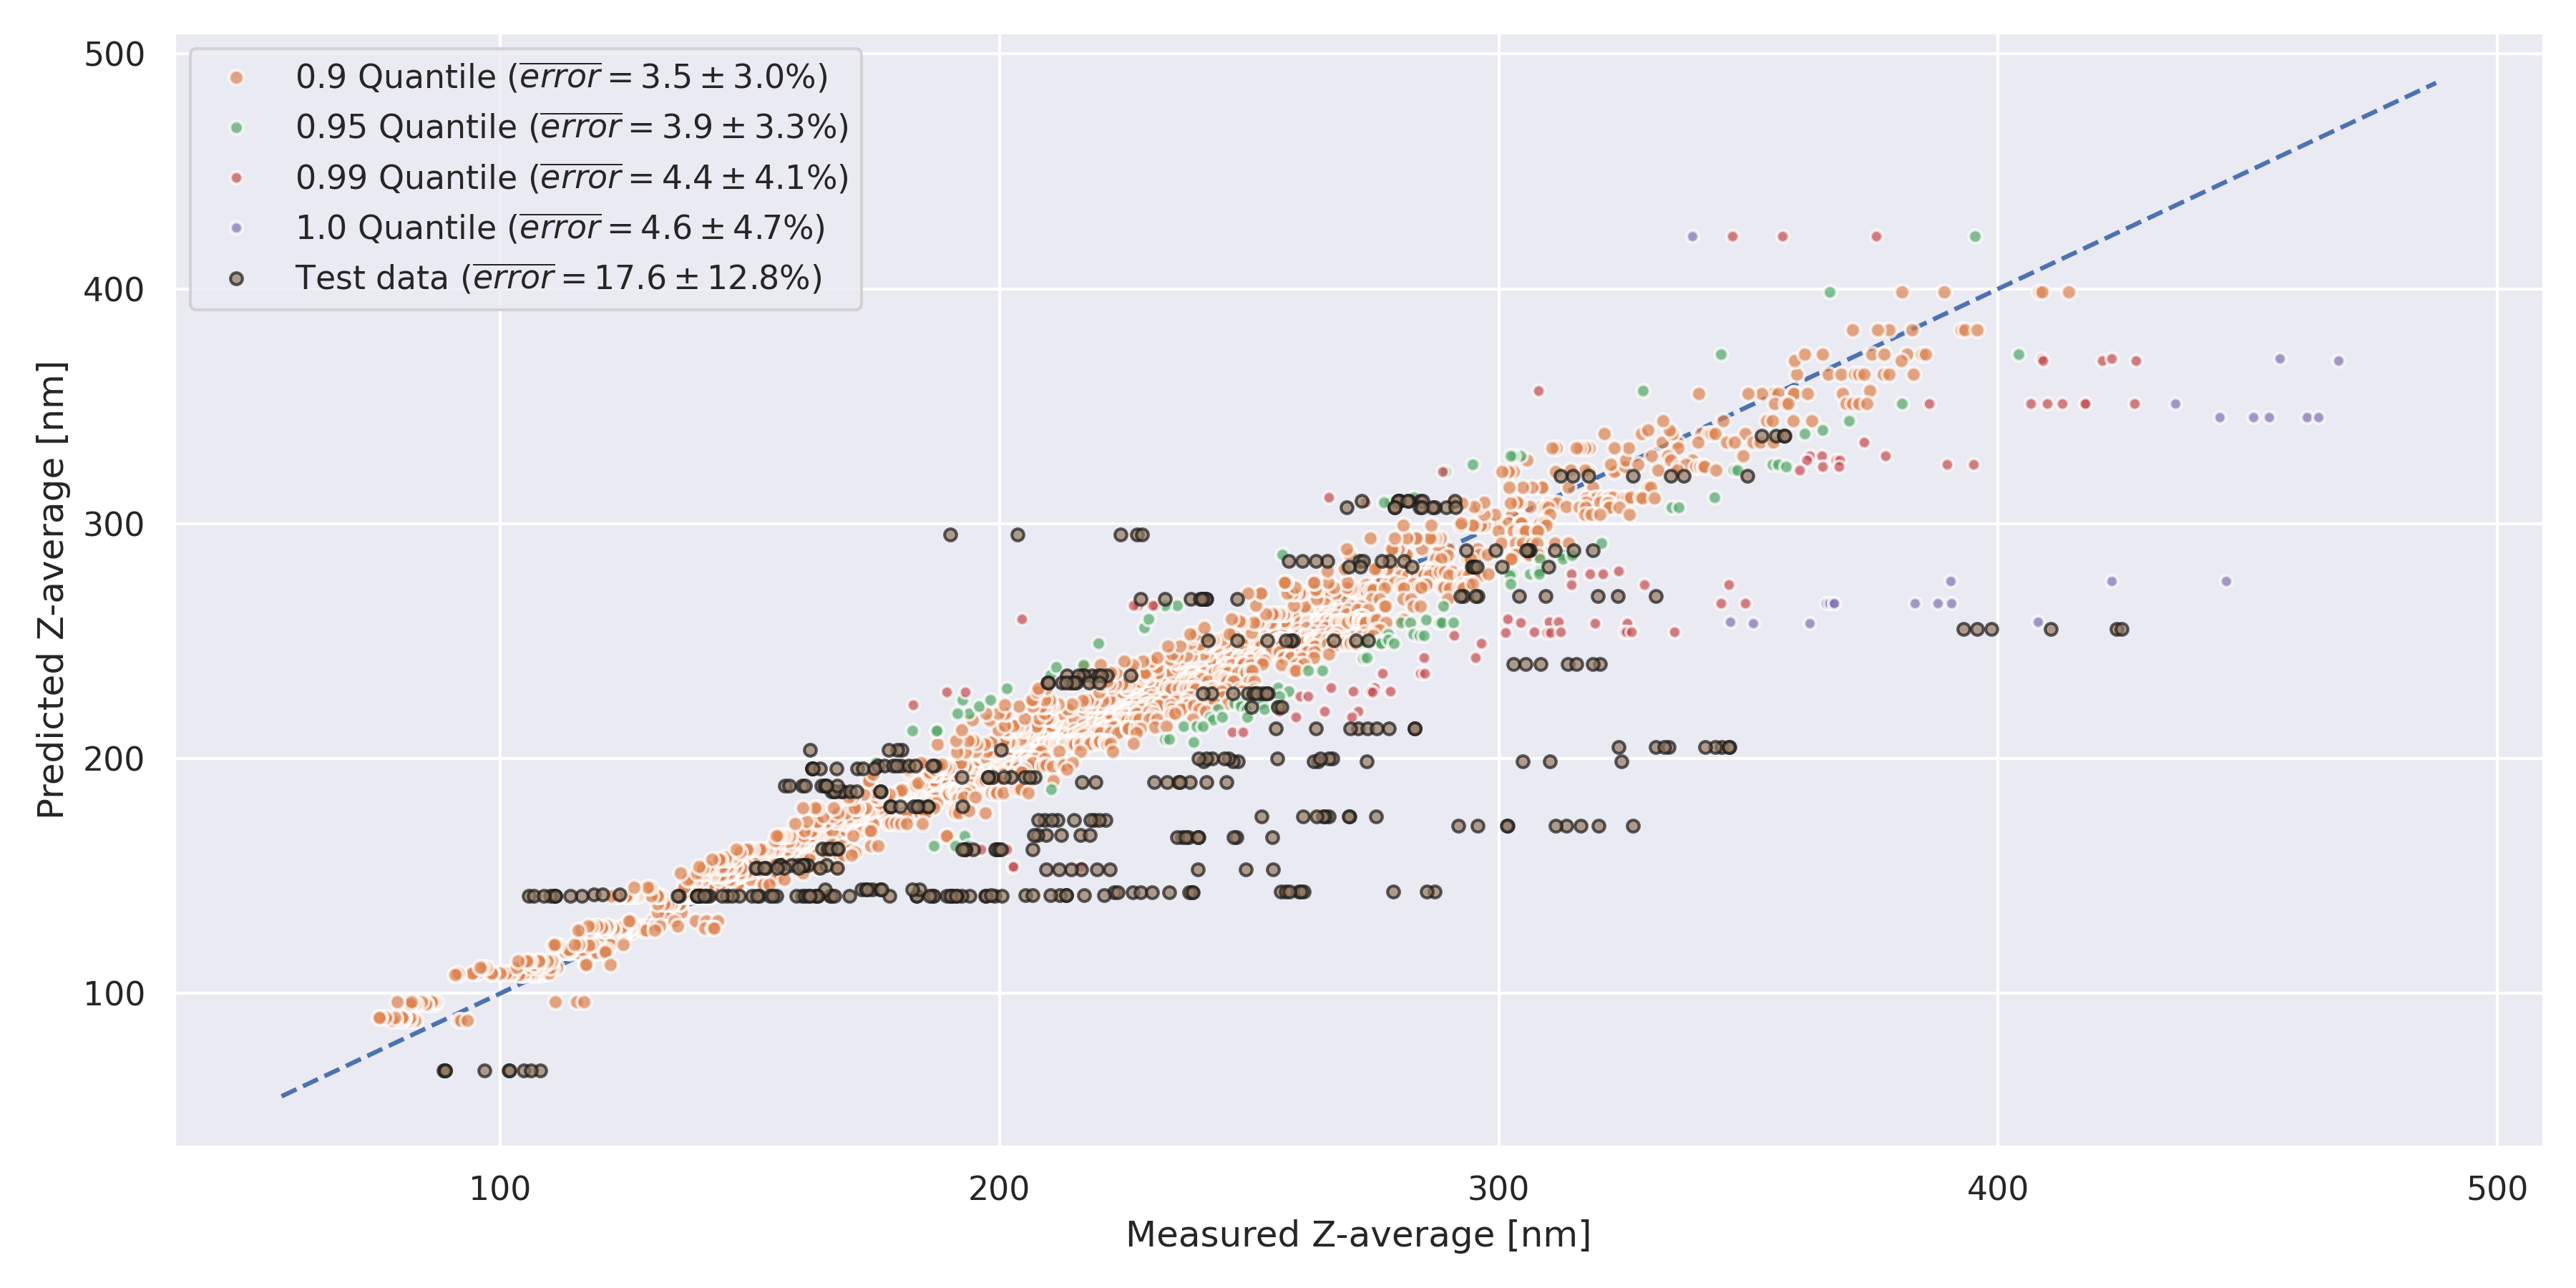 500
400
300
200
100
Predicted Z-average [nm]
0.9 Quantile (error = 3.5 ± 3.0%)
0.95 Quantile (error = 3.9 ± 3.3%)
0.99 Quantile (error = 4.4 ± 4.1%)
1.0 Quantile (error = 4.6 ± 4.7%)
Test data (error = 17.6 ± 12.8%)
100 200 300 400 500
Measured Z-average [nm]